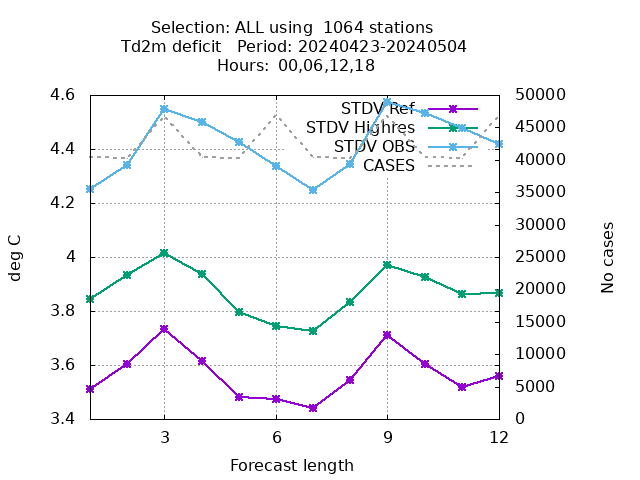 Selection: ALL using  1064 stations
Td2m deficit   Period: 20240423-20240504
Hours:  00,06,12,18
STDV Ref
STDV Highres
STDV OBS
CASES
4.6
4.4
4.2
4
3.8
3.6
3.4
50000
45000
40000
35000
30000
25000
20000
15000
10000
5000
0
3
6
9
12
deg C
No cases
Forecast length